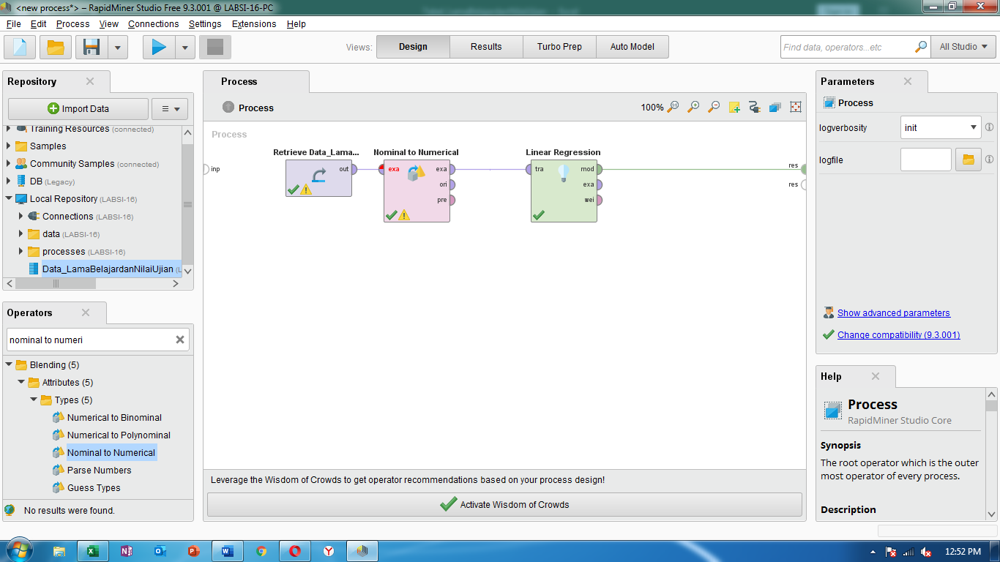 <new process*> – RapidMiner Studio Free 9.3.001 @ LABSI-16-PC
File Edit Process View Connections Settings Extensions Help
Views: Design Results Turbo Prep Auto Model
Find data, operators...etc
All Studio
Repository
Import Data
Training Resources (connected)
Samples
Community Samples (connected)
DB (Legacy)
Local Repository (LABSI-16)
Connections (LABSI-16)
data (LABSI-16)
processes (LABSI-16)
Data_LamaBelajardanNilaiUjian (L
Operators
nominal to numeri
Blending (5)
Attributes (5)
Types (5)
Numerical to Binominal
Numerical to Polynominal
Nominal to Numerical
Parse Numbers
Guess Types
No results were found.
Process
Process
100%
Process
inp
Retrieve Data_Lama...
out
Nominal to Numerical
exa exa
ori
pre
Linear Regression
tra mod
exa
wei
res
res
Leverage the Wisdom of Crowds to get operator recommendations based on your process design!
Activate Wisdom of Crowds
Parameters
Process
logverbosity init
logfile
Show advanced parameters
Change compatibility (9.3.001)
Help
Process
RapidMiner Studio Core
Synopsis
The root operator which is the outer
most operator of every process.
Description
12:52 PM